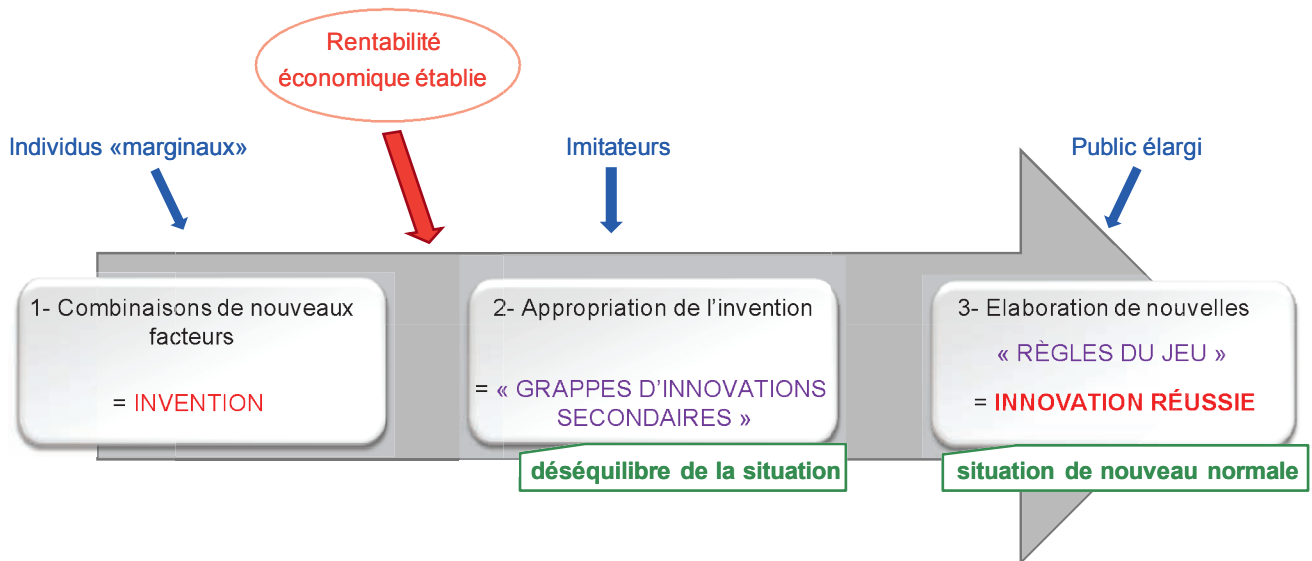 Rentabilité
économique établie
Individus «marginaux»
Imitateurs
Public élargi
1- Combinaisons de nouveaux
facteurs
= INVENTION
2- Appropriation de l'invention
= « GRAPPES D'INNOVATIONS
SECONDAIRES »
déséquilibre de la situation
3- Elaboration de nouvelles
« RÈGLES DU JEU »
= INNOVATION RÉUSSIE
situation de nouveau normale